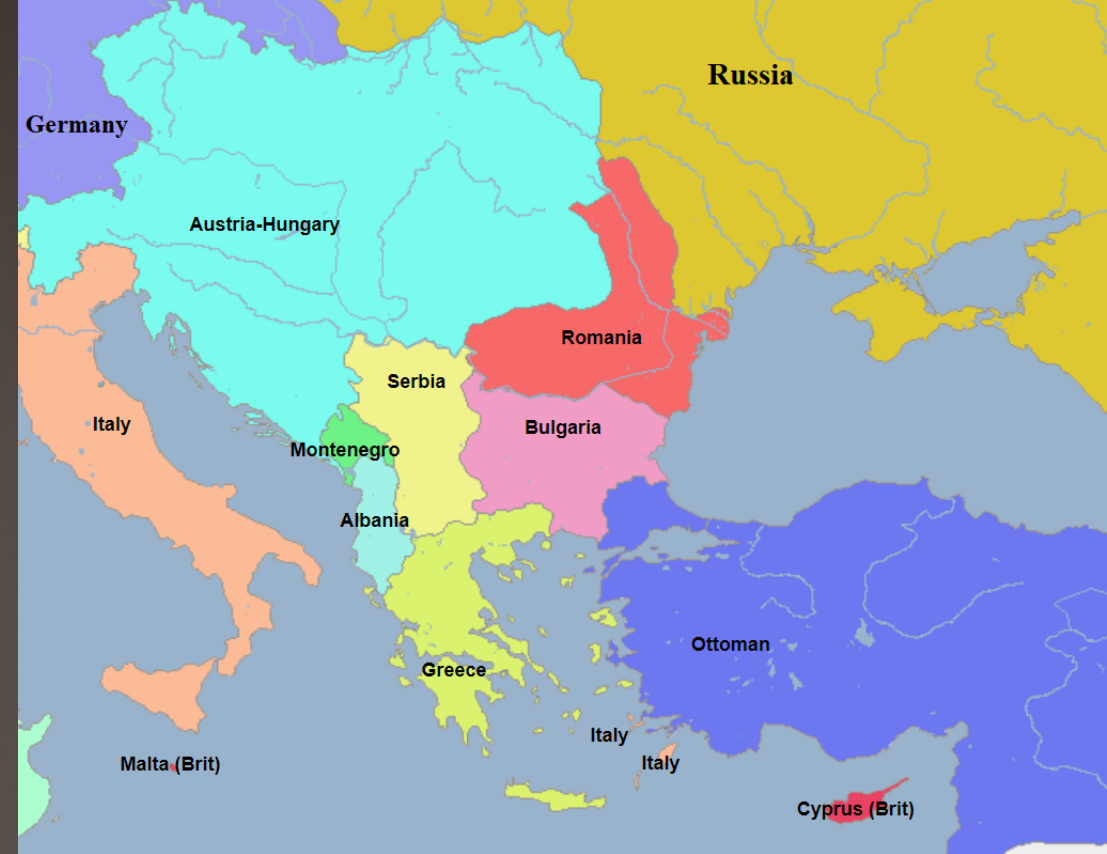 Russia
Germany
Austria-Hungary
Romania
Serbia
Italy
Bulgaria
Montenegro
Albania
Ottoman
Greece
Italy
Italy
Malta (Brit)
Cyprus (Brit)